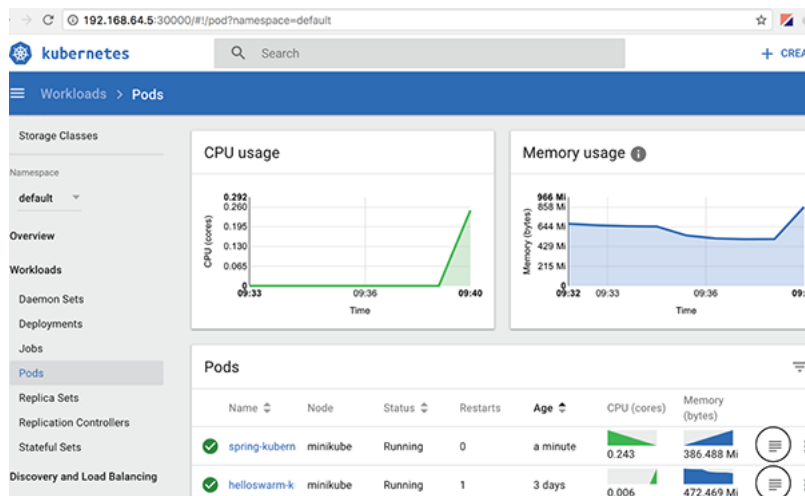 192.168.64.5:30000/#!/pod?namespace=default
kubernetes
Search
+ CREA
Workloads > Pods
Storage Classes
Namespace
default
Overview
Workloads
Daemon Sets
Deployments
Jobs
Pods
Replica Sets
Replication Controllers
Stateful Sets
Discovery and Load Balancing
CPU usage
CPU (cores)
0.292
0.260
0.195
0.130
0.065
0
09:33 09:36 09:40
Time
Memory usage
Memory (bytes)
966 Mi
858 Mi
644 Mi
429 Mi
215 Mi
0
09:32 09:33 09:36 09:
Time
Pods
Name Node Status Restarts Age CPU (cores) Memory (bytes)
spring-kubern minikube Running 0 a minute 0.243 386.488 Mi
helloswarm-k minikube Running 1 3 days 0.006 472.469 Mi